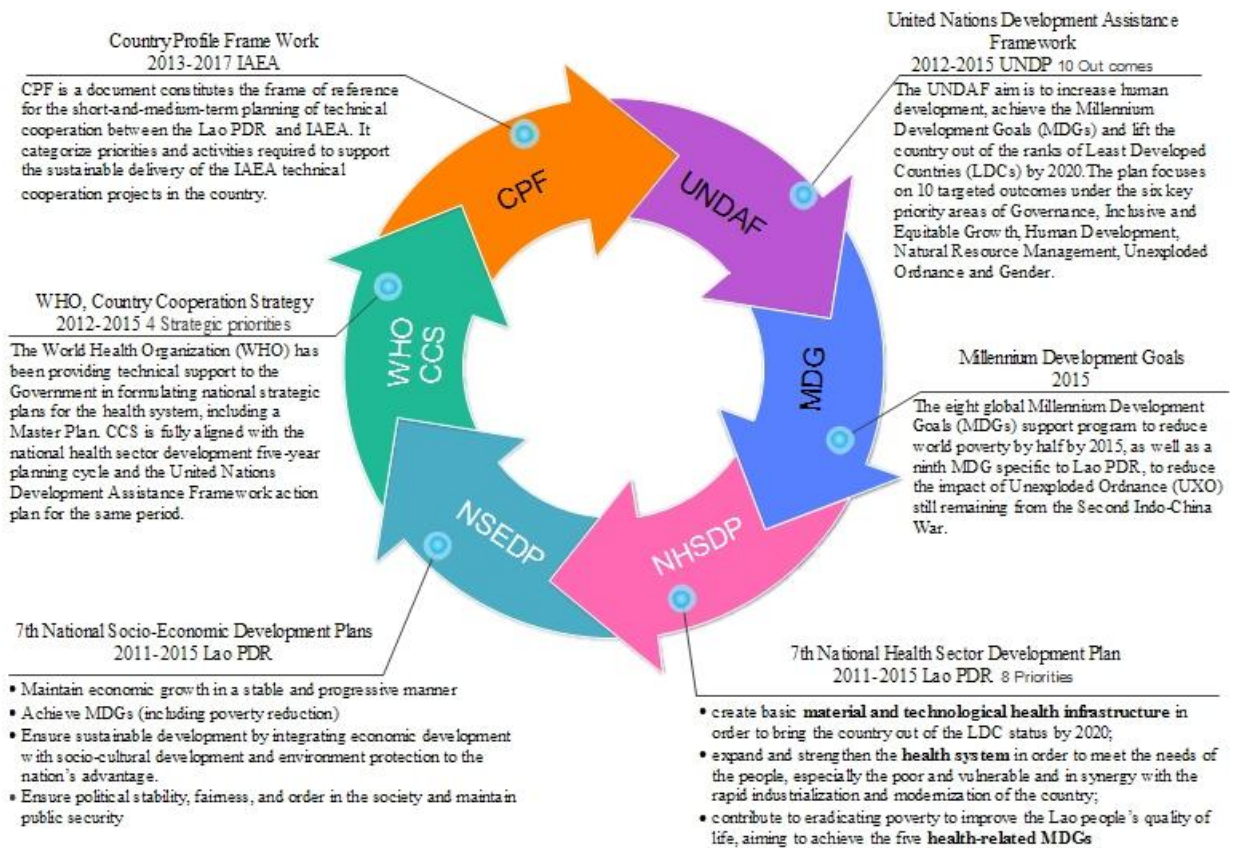 Country Profile Frame Work
2013-2017 IAEA
CPF is a document constitutes the frame of reference
for the short-and-medium-term planning of technical
cooperation between the Lao PDR and IAEA. It
categorize priorities and activities required to support
the sustainable delivery of the IAEA technical
cooperation projects in the country.
United Nations Development Assistance
Framework
2012-2015 UNDP 10 Out comes
The UNDAF aim is to increase human
development, achieve the Millennium
Development Goals (MDGs) and lift the
country out of the ranks of Least Developed
Countries (LDCs) by 2020. The plan focuses
on 10 targeted outcomes under the six key
priority areas of Governance, Inclusive and
Equitable Growth, Human Development,
Natural Resource Management, Unexploded
Ordnance and Gender.
CPF
UNDAF
MDG
NHSDP
NSEDP
WHO
CCS
WHO, Country Cooperation Strategy
2012-2015 4 Strategic priorities
The World Health Organization (WHO) has
been providing technical support to the
Government in formulating national strategic
plans for the health system, including a
Master Plan. CCS is fully aligned with the
national health sector development five-year
planning cycle and the United Nations
Development Assistance Framework action
plan for the same period.
Millennium Development Goals
2015
The eight global Millennium Development
Goals (MDGs) support program to reduce
world poverty by half by 2015, as well as a
ninth MDG specific to Lao PDR, to reduce
the impact of Unexploded Ordnance (UXO)
still remaining from the Second Indo-China
War.
7th National Socio-Economic Development Plans
2011-2015 Lao PDR
• Maintain economic growth in a stable and progressive manner
• Achieve MDGs (including poverty reduction)
• Ensure sustainable development by integrating economic development
with socio-cultural development and environment protection to the
nation's advantage.
• Ensure political stability, fairness, and order in the society and maintain
public security
7th National Health Sector Development Plan
2011-2015 Lao PDR 8 Priorities
• create basic material and technological health infrastructure in
order to bring the country out of the LDC status by 2020;
• expand and strengthen the health system in order to meet the needs of
the people, especially the poor and vulnerable and in synergy with the
rapid industrialization and modernization of the country;
• contribute to eradicating poverty to improve the Lao people's quality of
life, aiming to achieve the five health-related MDGs